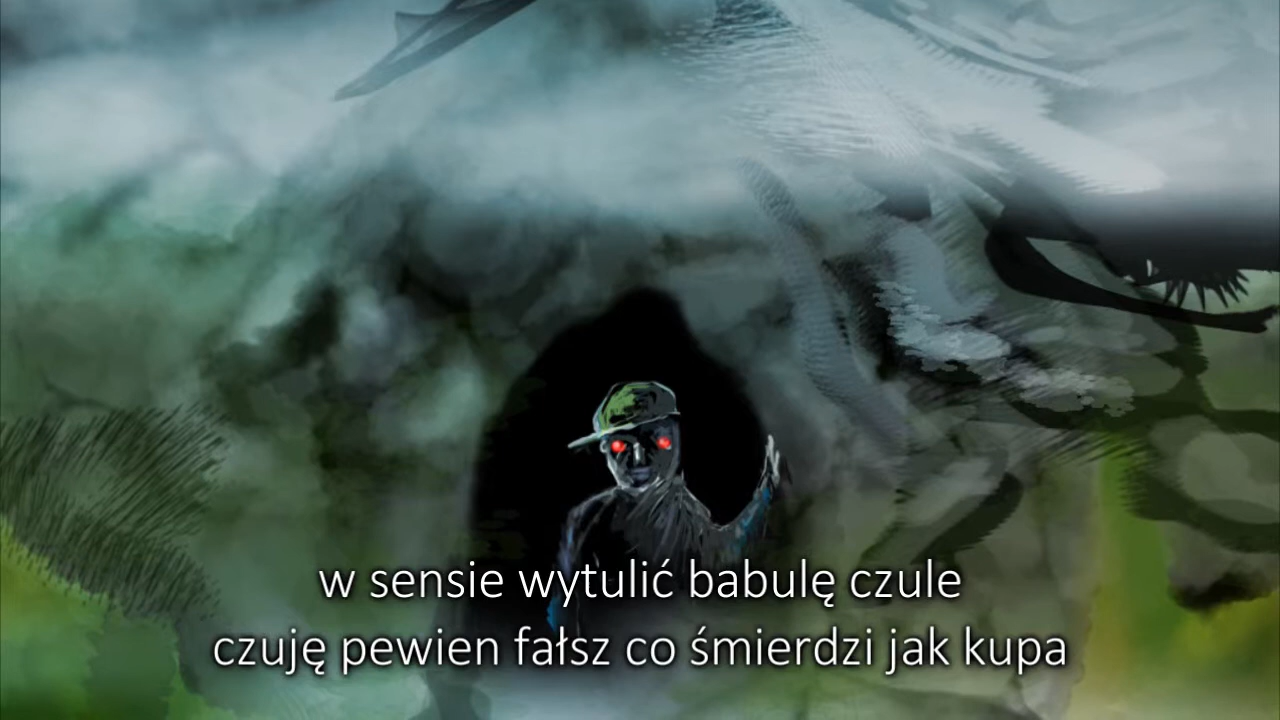 w sensie wytulić babulę czule
czuję pewien fałsz co śmierdzi jak kupa